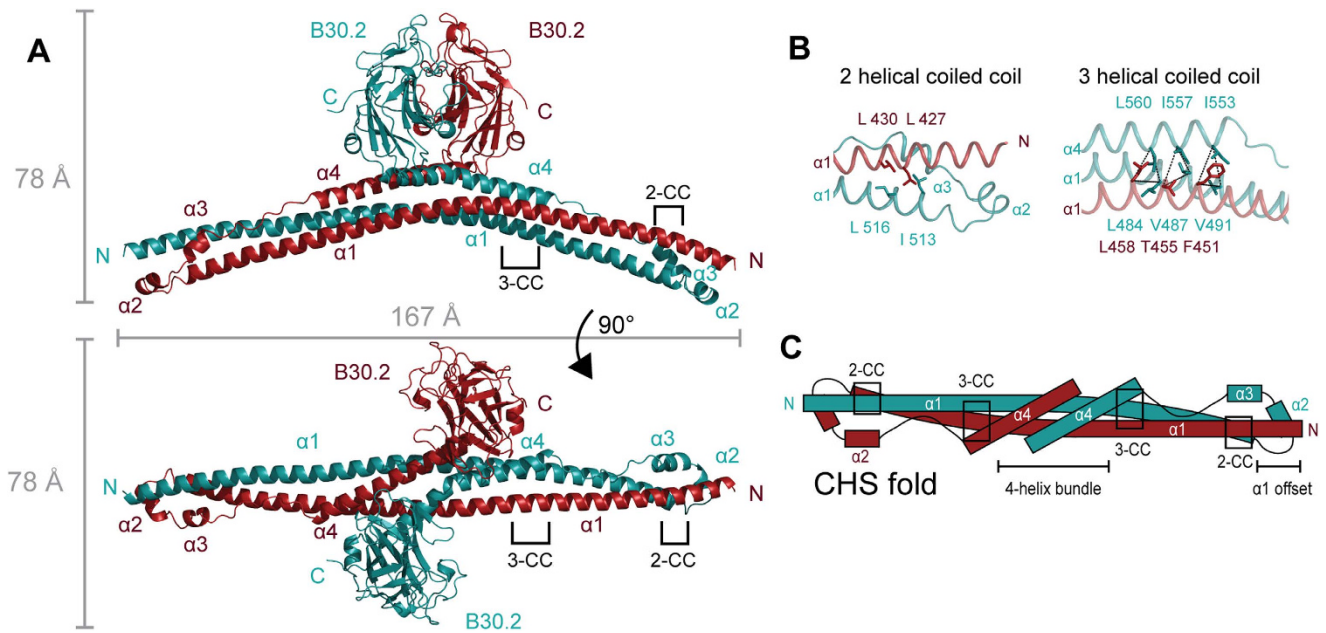 A
B30.2
B30.2
C
C
78 Å
α4
α4
α3
2-CC
N
α1
α1
N
3-CC
α3
α2
α2
167 Å
90°
B30.2
C
α1
α4
α3
α2
78 Å
N
N
α2
α3
α4
α1
3-CC
2-CC
C
B30.2
B
2 helical coiled coil
3 helical coiled coil
L 430 L 427
N
α1
α1
α3
α2
L 516
I 513
L560 I557 I553
α4
α1
α1
L484 V487 V491
L458 T455 F451
C
2-CC
3-CC
α3
N
α1
α4
α4
α2
α2
α1
N
3-CC
2-CC
CHS fold
4-helix bundle
α1 offset